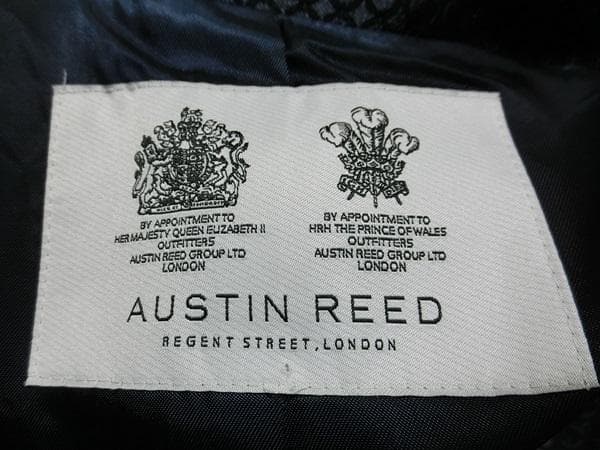 BY APPOINTMENT TO
HER MAJESTY QUEEN ELIZABETH II
OUTFITTERS
AUSTIN REED GROUP LTD
LONDON
BY APPOINTMENT TO
HRH THE PRINCE OF WALES
OUTFITTERS
AUSTIN REED GROUP LTD
LONDON
AUSTIN REED
REGENT STREET, LONDON